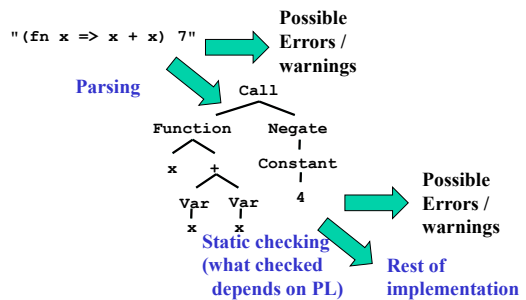 "(fn x => x + x) 7"
Possible
Errors /
warnings
Parsing
Call
Function Negate
x + Constant
Var Var 4
x x
Possible
Errors /
warnings
Static checking
(what checked
depends on PL)
Rest of
implementation